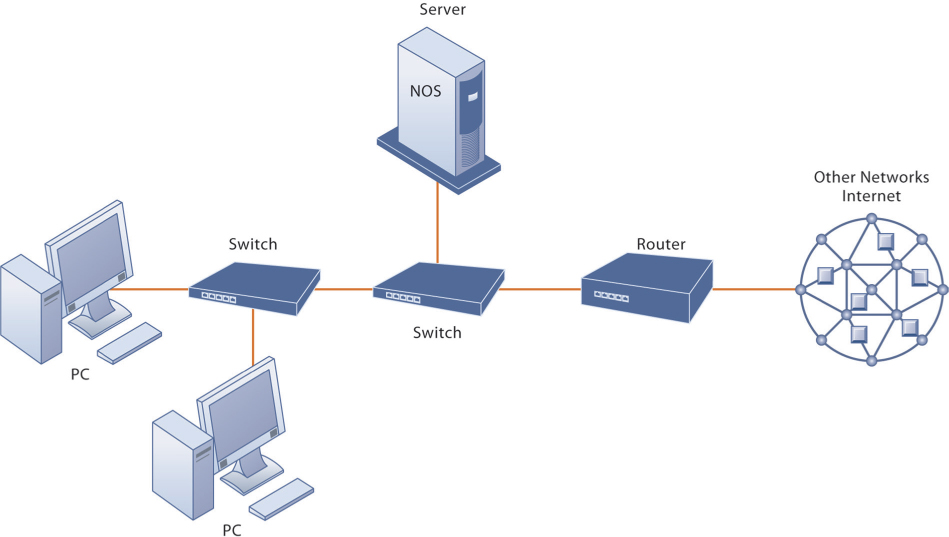 Server
NOS
Other Networks
Internet
Switch
Router
Switch
PC
PC